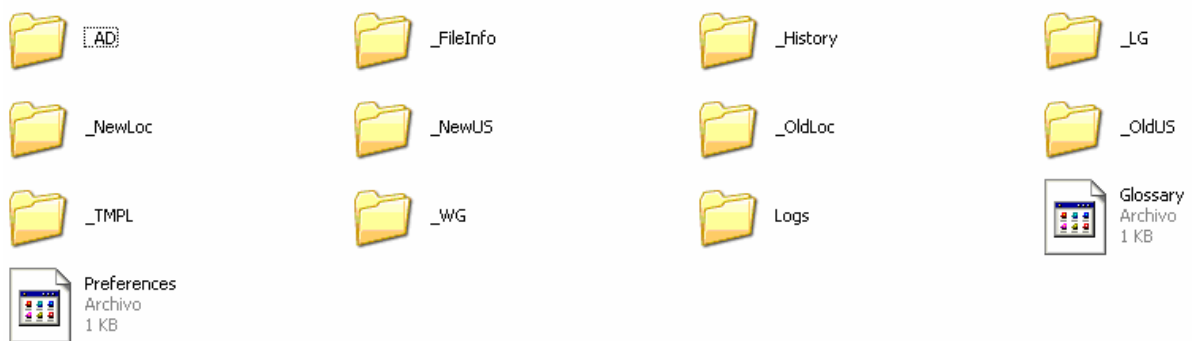 _AD
_FileInfo
_History
_LG
_NewLoc
_NewUS
_OldLoc
_OldUS
_TMPL
_WG
Logs
Glossary
Archivo
1 KB
Preferences
Archivo
1 KB